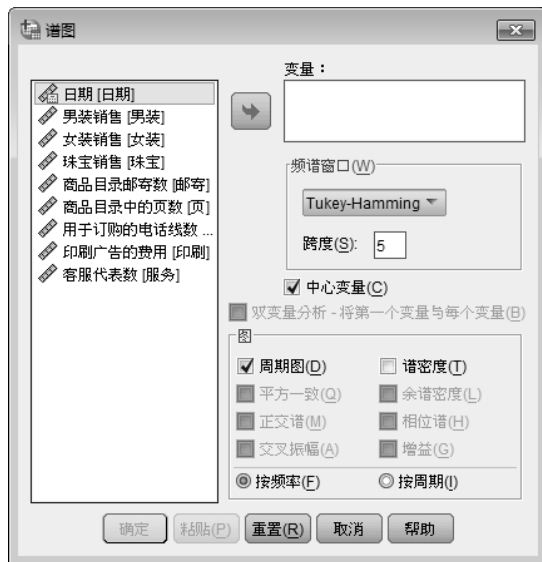 谱图
变量：
日期 [日期]
男装销售 [男装]
女装销售 [女装]
珠宝销售 [珠宝]
商品目录邮寄数 [邮寄]
商品目录中的页数 [页]
用于订购的电话线数 ...
印刷广告的费用 [印刷]
客服代表数 [服务]
频谱窗口(W)
Tukey-Hamming
跨度(S): 5
中心变量(C)
双变量分析 - 将第一个变量与每个变量(B)
图
周期图(D) 谱密度(T)
平方一致(Q) 余谱密度(L)
正交谱(M) 相位谱(H)
交叉振幅(A) 增益(G)
按频率(F) 按周期(I)
确定 粘贴(P) 重置(R) 取消 帮助